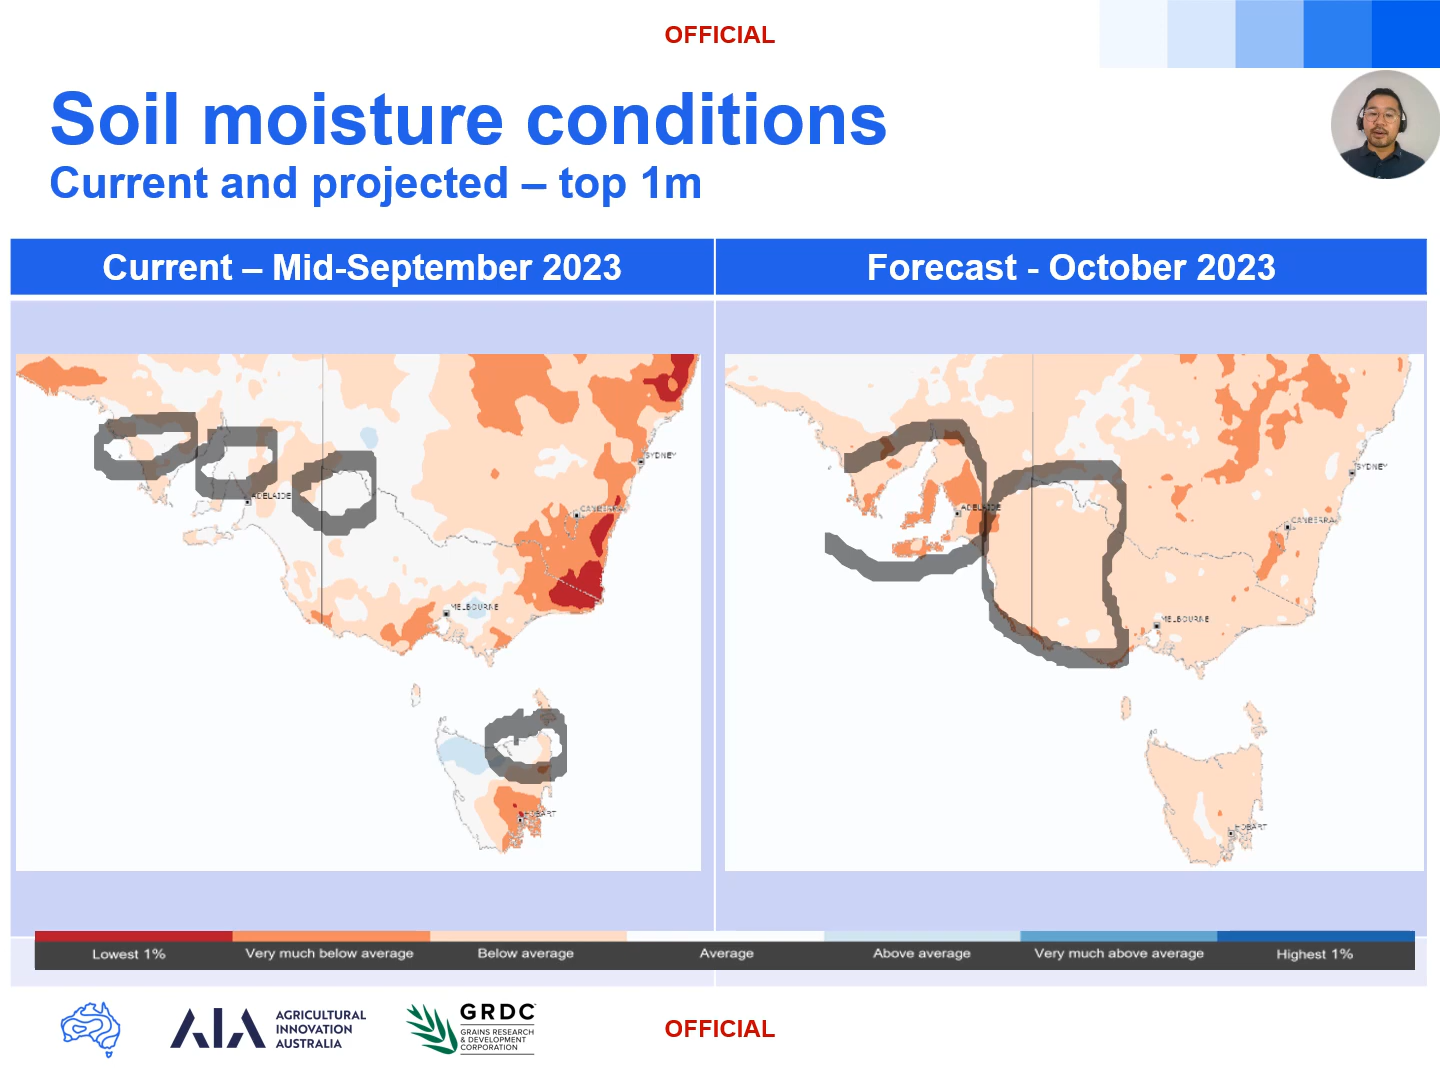 OFFICIAL
Soil moisture conditions
Current and projected – top 1m
Current – Mid-September 2023
Forecast - October 2023
SYDNEY
ADELAIDE
CANBERRA
MELBOURNE
HOBART
SYDNEY
ADELAIDE
CANBERRA
MELBOURNE
HOBART
Lowest 1%
Very much below average
Below average
Average
Above average
Very much above average
Highest 1%
AIA
AGRICULTURAL
INNOVATION
AUSTRALIA
GRDC
GRAINS RESEARCH
& DEVELOPMENT
CORPORATION
OFFICIAL